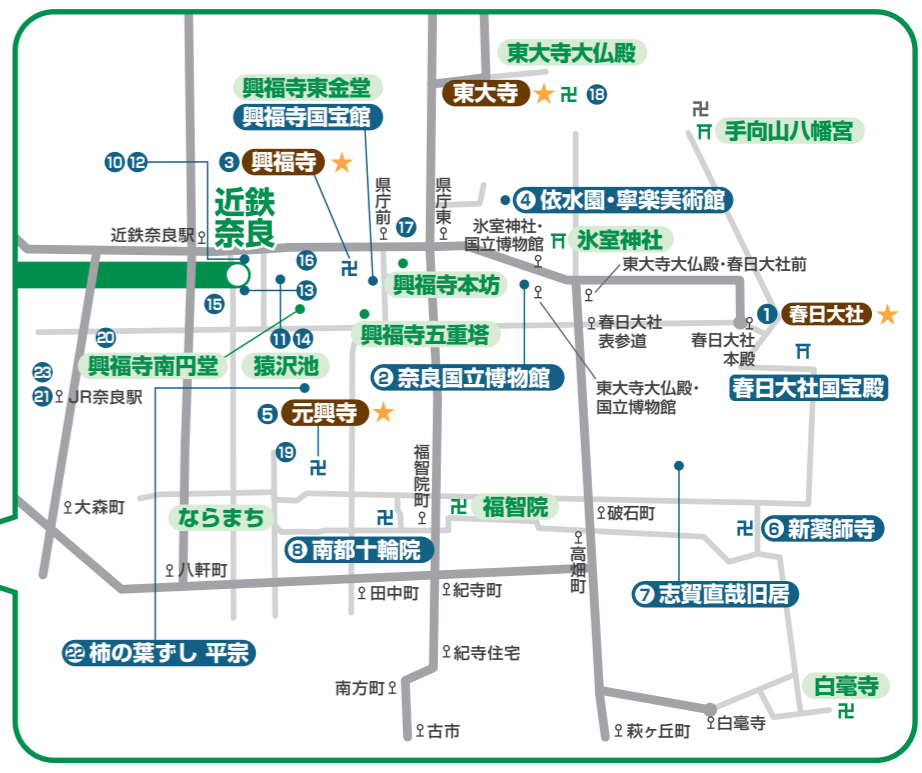 東大寺大仏殿
興福寺東金堂
興福寺国宝館
東大寺
18
手向山八幡宮
10 12
3 興福寺
近鉄
奈良
近鉄奈良駅
県庁前
県庁東
17
4 依水園・寧楽美術館
氷室神社・
国立博物館
氷室神社
東大寺大仏殿・春日大社前
16
興福寺本坊
13
15
11 14
興福寺五重塔
春日大社
表参道
1 春日大社
春日大社
本殿
20
興福寺南円堂
猿沢池
2 奈良国立博物館
春日大社国宝殿
23
21 JR奈良駅
東大寺大仏殿・
国立博物館
5 元興寺
19
福智院町
大森町
ならまち
福智院
破石町
8 南都十輪院
6 新薬師寺
高畑町
八軒町
田中町
紀寺町
7 志賀直哉旧居
22 柿の葉ずし 平宗
紀寺住宅
南方町
白毫寺
古市
萩ヶ丘町
白毫寺